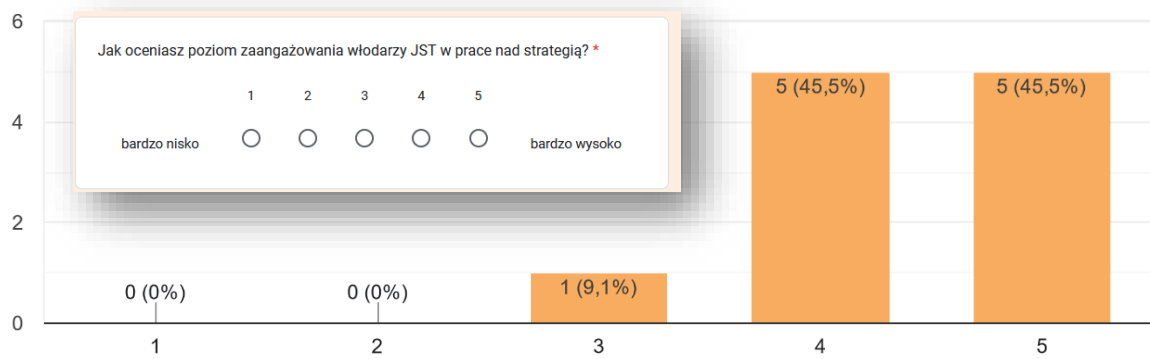 6
Jak oceniasz poziom zaangażowania włodarzy JST w prace nad strategią? *
1 2 3 4 5
bardzo nisko bardzo wysoko
5 (45,5%) 5 (45,5%)
4
2
0 (0%) 0 (0%) 1 (9,1%)
0
1 2 3 4 5